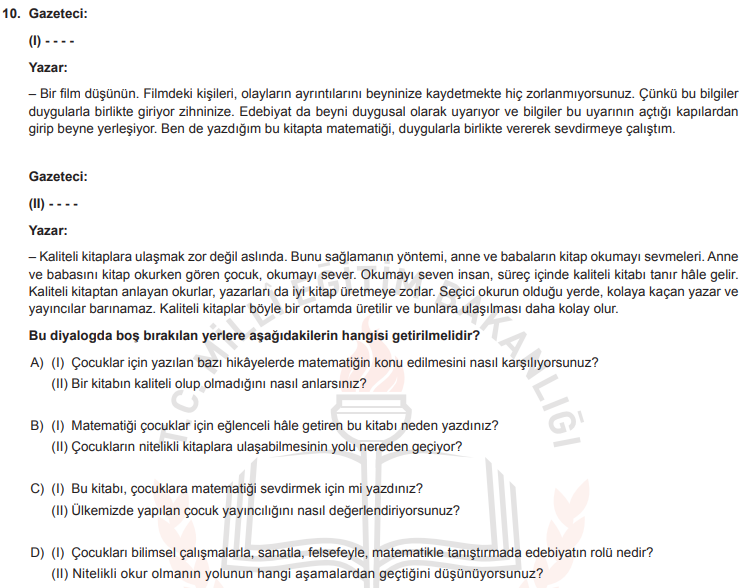 10. Gazeteci:
(I) - - - -
Yazar:
– Bir film düşünün. Filmdeki kişileri, olayların ayrıntılarını beyninize kaydetmekte hiç zorlanmıyorsunuz. Çünkü bu bilgiler
duygularla birlikte giriyor zihninize. Edebiyat da beyni duygusal olarak uyarıyor ve bilgiler bu uyarının açtığı kapılardan
girip beyne yerleşiyor. Ben de yazdığım bu kitapta matematiği, duygularla birlikte vererek sevdirmeye çalıştım.
Gazeteci:
(II) - - - -
Yazar:
– Kaliteli kitaplara ulaşmak zor değil aslında. Bunu sağlamanın yöntemi, anne ve babaların kitap okumayı sevmeleri. Anne
ve babasını kitap okurken gören çocuk, okumayı sever. Okumayı seven insan, süreç içinde kaliteli kitabı tanır hâle gelir.
Kaliteli kitaptan anlayan okurlar, yazarları da iyi kitap üretmeye zorlar. Seçici okurun olduğu yerde, kolaya kaçan yazar ve
yayıncılar barınamaz. Kaliteli kitaplar böyle bir ortamda üretilir ve bunlara ulaşılması daha kolay olur.
Bu diyalogda boş bırakılan yerlere aşağıdakilerin hangisi getirilmelidir?
A) (I) Çocuklar için yazılan bazı hikâyelerde matematiğin konu edilmesini nasıl karşılıyorsunuz?
(II) Bir kitabın kaliteli olup olmadığını nasıl anlarsınız?
B) (I) Matematiği çocuklar için eğlenceli hâle getiren bu kitabı neden yazdınız?
(II) Çocukların nitelikli kitaplara ulaşabilmesinin yolu nereden geçiyor?
C) (I) Bu kitabı, çocuklara matematiği sevdirmek için mi yazdınız?
(II) Ülkemizde yapılan çocuk yayıncılığını nasıl değerlendiriyorsunuz?
D) (I) Çocukları bilimsel çalışmalarla, sanatla, felsefeyle, matematikle tanıştırmada edebiyatın rolü nedir?
(II) Nitelikli okur olmanın yolunun hangi aşamalardan geçtiğini düşünüyorsunuz?
T.C. MİLLÎ EĞİTİM BAKANLIĞI